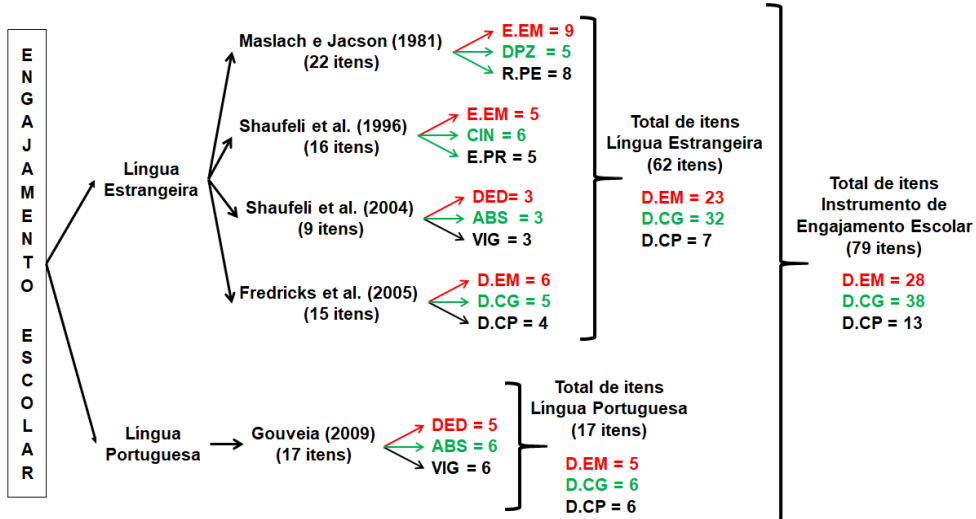 ENGAJAMENTO ESCOLAR
Língua
Estrangeira
Maslach e Jacson (1981)
(22 itens)
E.EM = 9
DPZ = 5
R.PE = 8
Shaufeli et al. (1996)
(16 itens)
E.EM = 5
CIN = 6
E.PR = 5
Shaufeli et al. (2004)
(9 itens)
DED= 3
ABS = 3
VIG = 3
Fredricks et al. (2005)
(15 itens)
D.EM = 6
D.CG = 5
D.CP = 4
Total de itens
Língua Estrangeira
(62 itens)
D.EM = 23
D.CG = 32
D.CP = 7
Língua
Portuguesa
Gouveia (2009)
(17 itens)
DED = 5
ABS = 6
VIG = 6
Total de itens
Língua Portuguesa
(17 itens)
D.EM = 5
D.CG = 6
D.CP = 6
Total de itens
Instrumento de
Engajamento Escolar
(79 itens)
D.EM = 28
D.CG = 38
D.CP = 13